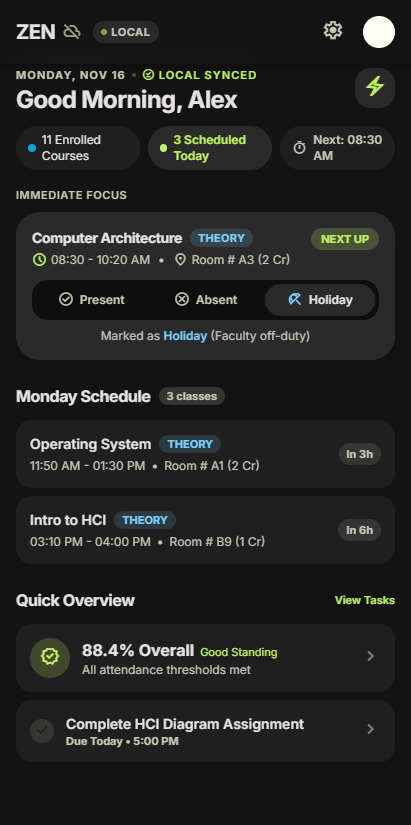 ZEN LOCAL
MONDAY, NOV 16 • LOCAL SYNCED
Good Morning, Alex
11 Enrolled Courses
3 Scheduled Today
Next: 08:30 AM
IMMEDIATE FOCUS
Computer Architecture THEORY NEXT UP
08:30 - 10:20 AM • Room # A3 (2 Cr)
Present Absent Holiday
Marked as Holiday (Faculty off-duty)
Monday Schedule 3 classes
Operating System THEORY
11:50 AM - 01:30 PM • Room # A1 (2 Cr)
In 3h
Intro to HCI THEORY
03:10 PM - 04:00 PM • Room # B9 (1 Cr)
In 6h
Quick Overview View Tasks
88.4% Overall Good Standing
All attendance thresholds met
Complete HCI Diagram Assignment
Due Today • 5:00 PM